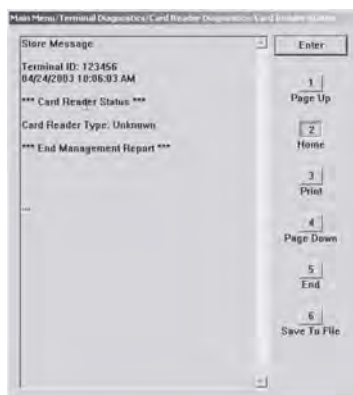 Main Menu/Terminal Diagnostics/Card Reader Diagnostics/Card Reader Status
Store Message
Terminal ID: 123456
04/24/2003 10:06:03 AM
*** Card Reader Status ***
Card Reader Type: Unknown
*** End Management Report ***
...
Enter
1
Page Up
2
Home
3
Print
4
Page Down
5
End
6
Save To File